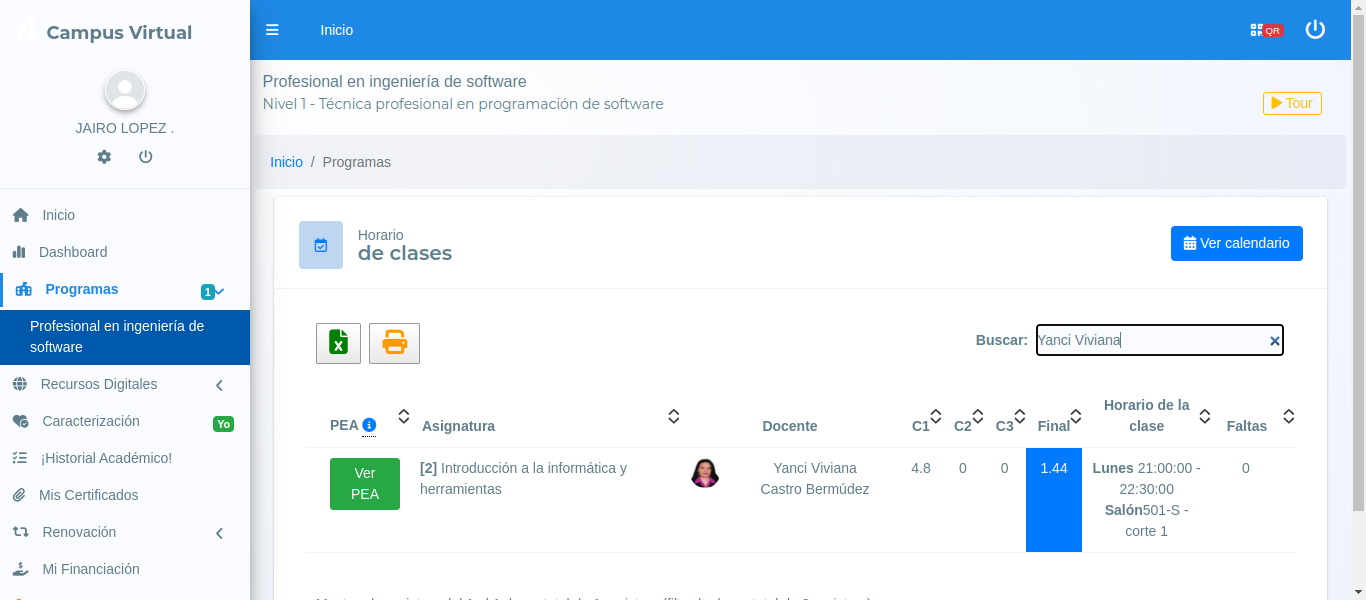 Campus Virtual
JAIRO LOPEZ .
Inicio
Dashboard
Programas
1
Profesional en ingeniería de
software
Recursos Digitales
Caracterización
Yo
¡Historial Académico!
Mis Certificados
Renovación
Mi Financiación
Inicio
QR
Profesional en ingeniería de software
Nivel 1 - Técnica profesional en programación de software
Tour
Inicio / Programas
Horario
de clases
Ver calendario
Buscar: Yanci Viviana
PEA Asignatura Docente C1 C2 C3 Final Horario de la clase Faltas
Ver PEA
[2] Introducción a la informática y
herramientas
Yanci Viviana
Castro Bermúdez
4.8 0 0 1.44
Lunes 21:00:00 -
22:30:00
Salón501-S -
corte 1
0